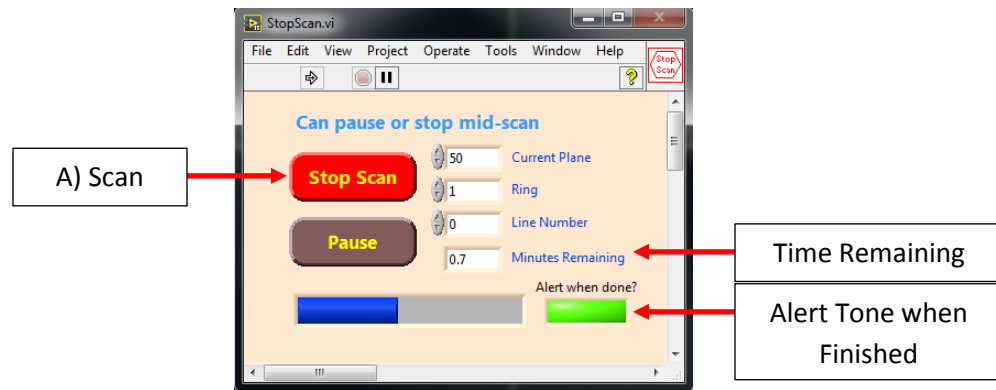 StopScan.vi
File Edit View Project Operate Tools Window Help
Stop
Scan
?
Can pause or stop mid-scan
A) Scan
Stop Scan
50 Current Plane
1 Ring
Pause
0 Line Number
0.7 Minutes Remaining
Time Remaining
Alert when done?
Alert Tone when
Finished